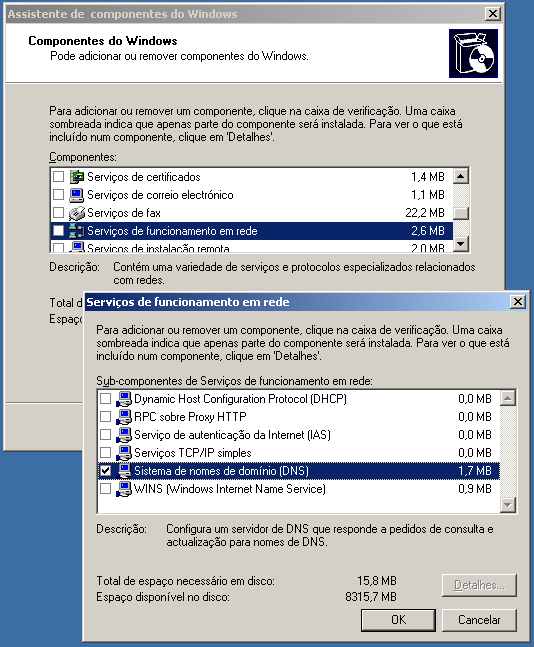 Assistente de componentes do Windows
Componentes do Windows
Pode adicionar ou remover componentes do Windows.
Para adicionar ou remover um componente, clique na caixa de verificação. Uma caixa
sombreada indica que apenas parte do componente será instalada. Para ver o que está
incluído num componente, clique em 'Detalhes'.
Componentes:
Serviços de certificados 1,4 MB
Serviços de correio electrónico 1,1 MB
Serviços de fax 22,2 MB
Serviços de funcionamento em rede 2,6 MB
Serviços de instalação remota 2,0 MB
Descrição: Contém uma variedade de serviços e protocolos especializados relacionados
com redes.
Total d
Espaç
Serviços de funcionamento em rede
Para adicionar ou remover um componente, clique na caixa de verificação. Uma caixa
sombreada indica que apenas parte do componente será instalada. Para ver o que está
incluído num componente, clique em 'Detalhes'.
Sub-componentes de Serviços de funcionamento em rede:
Dynamic Host Configuration Protocol (DHCP) 0,0 MB
RPC sobre Proxy HTTP 0,0 MB
Serviço de autenticação da Internet (IAS) 0,0 MB
Serviços TCP/IP simples 0,0 MB
Sistema de nomes de domínio (DNS) 1,7 MB
WINS (Windows Internet Name Service) 0,9 MB
Descrição: Configura um servidor de DNS que responde a pedidos de consulta e
actualização para nomes de DNS.
Total de espaço necessário em disco: 15,8 MB
Espaço disponível no disco: 8315,7 MB
Detalhes...
OK
Cancelar